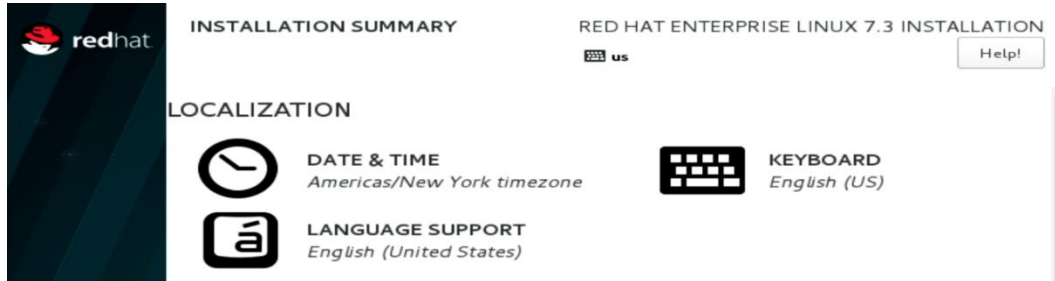 redhat.
INSTALLATION SUMMARY
RED HAT ENTERPRISE LINUX 7.3 INSTALLATION
us
Help!
LOCALIZATION
DATE & TIME
Americas/New York timezone
KEYBOARD
English (US)
á
LANGUAGE SUPPORT
English (United States)